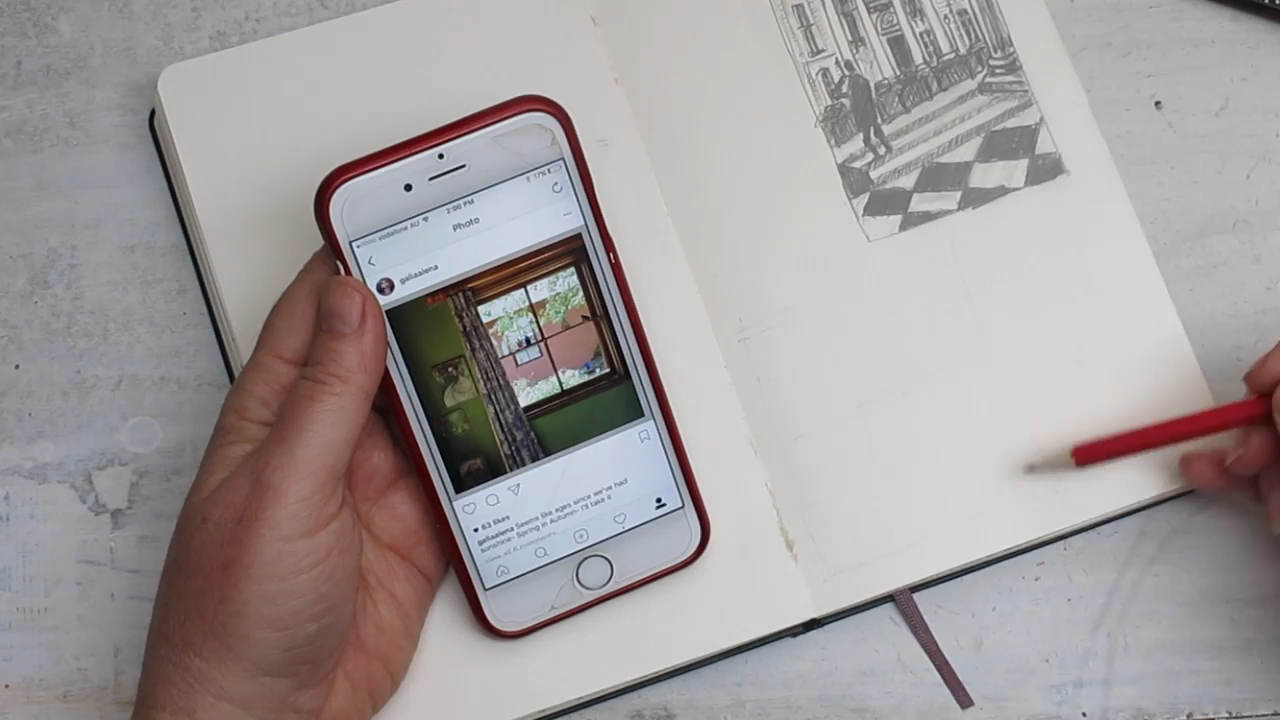 vodafone AU 2:00 PM 17%
Photo
galiaalena
63 likes
galiaalena Seems like ages since we've had
sunshine- Spring in Autumn- I'll take it